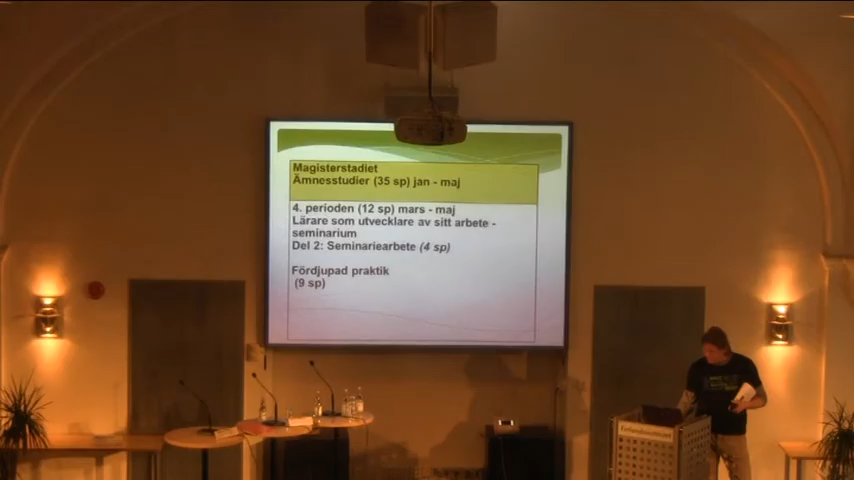 Magisterstadiet
Ämnesstudier (35 sp) jan - maj
4. perioden (12 sp) mars - maj
Lärare som utvecklare av sitt arbete -
seminarium
Del 2: Seminariearbete (4 sp)
Fördjupad praktik
(9 sp)